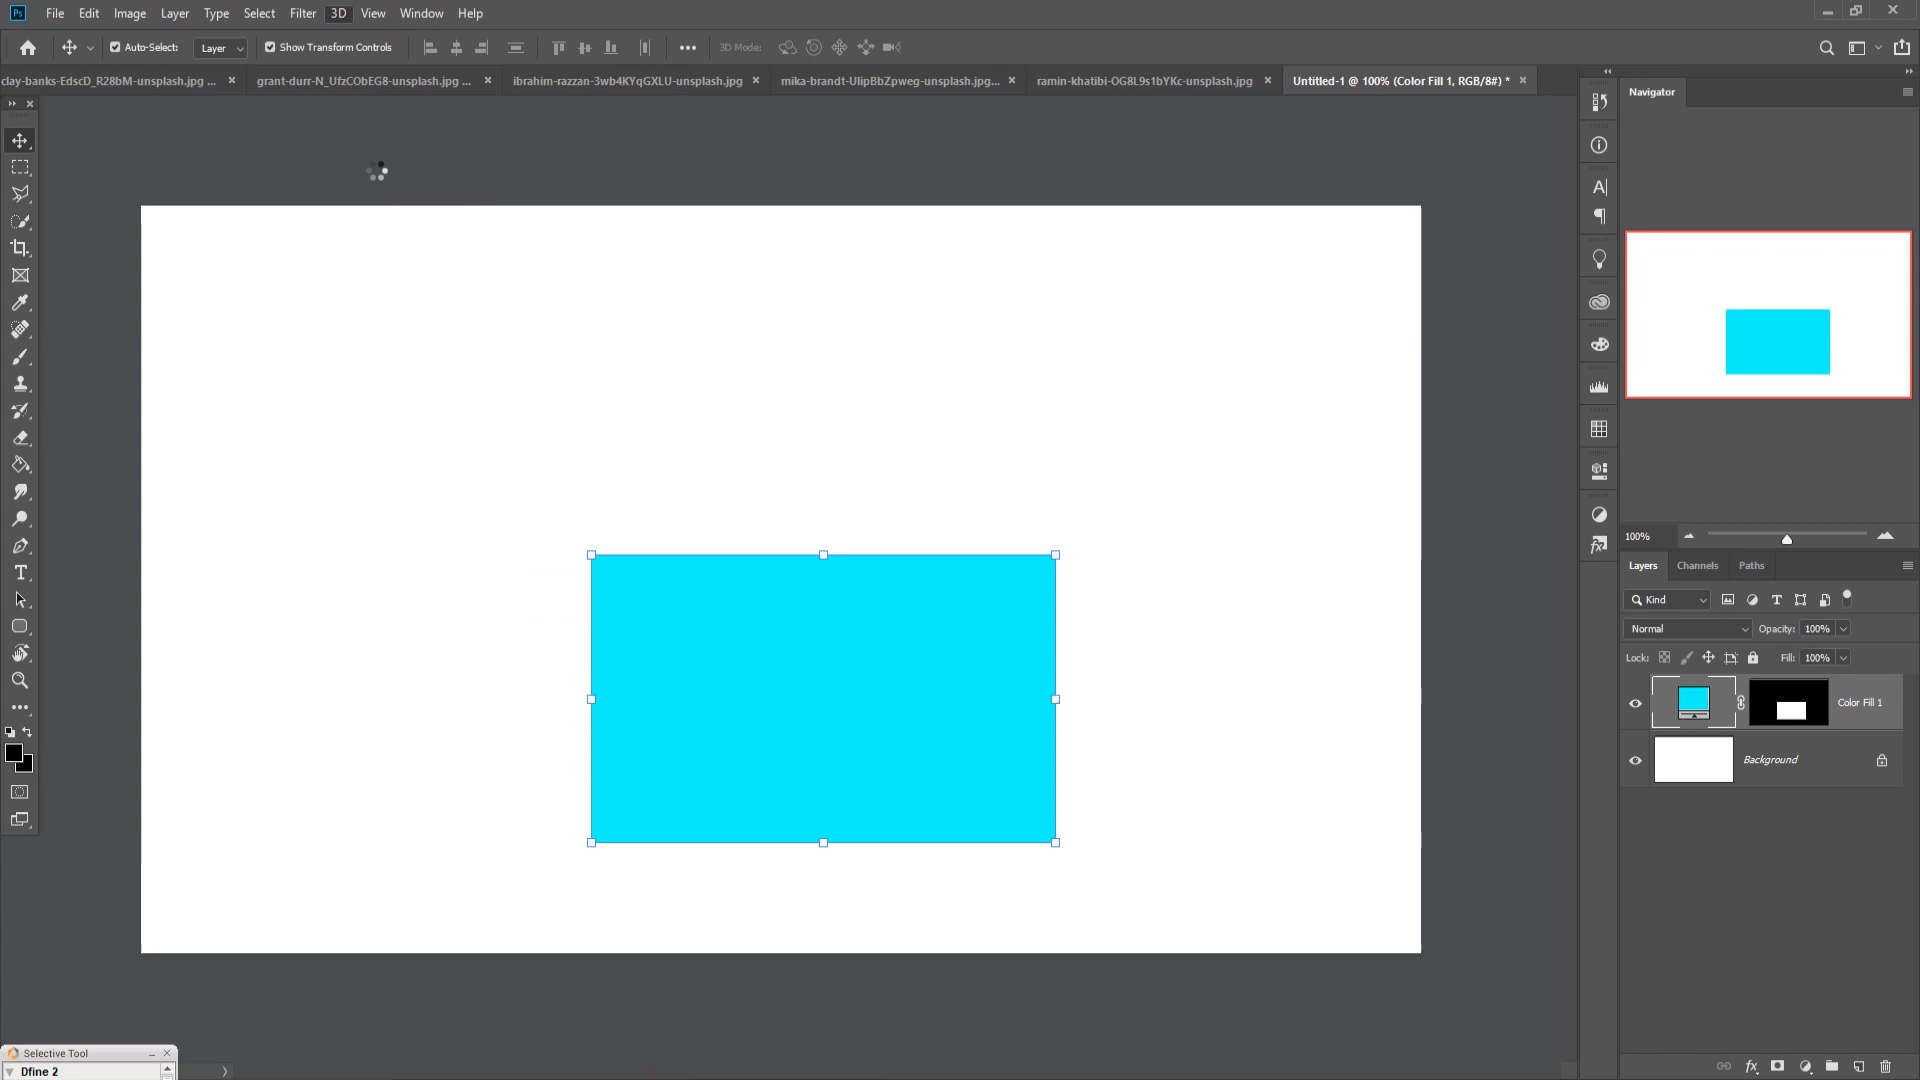 Ps File Edit Image Layer Type Select Filter 3D View Window Help
Auto-Select: Layer Show Transform Controls 3D Mode:
clay-banks-EdscD_R28bM-unsplash.jpg ... × grant-durr-N_UfzCObEG8-unsplash.jpg ... × ibrahim-razzan-3wb4KYqGXLU-unsplash.jpg × mika-brandt-UlipBbZpweg-unsplash.jpg... × ramin-khatibi-OG8L9s1bYKc-unsplash.jpg × Untitled-1 @ 100% (Color Fill 1, RGB/8#) * ×
Navigator
100%
Layers Channels Paths
Kind
Normal Opacity: 100%
Lock: Fill: 100%
Color Fill 1
Background
Selective Tool
Dfine 2